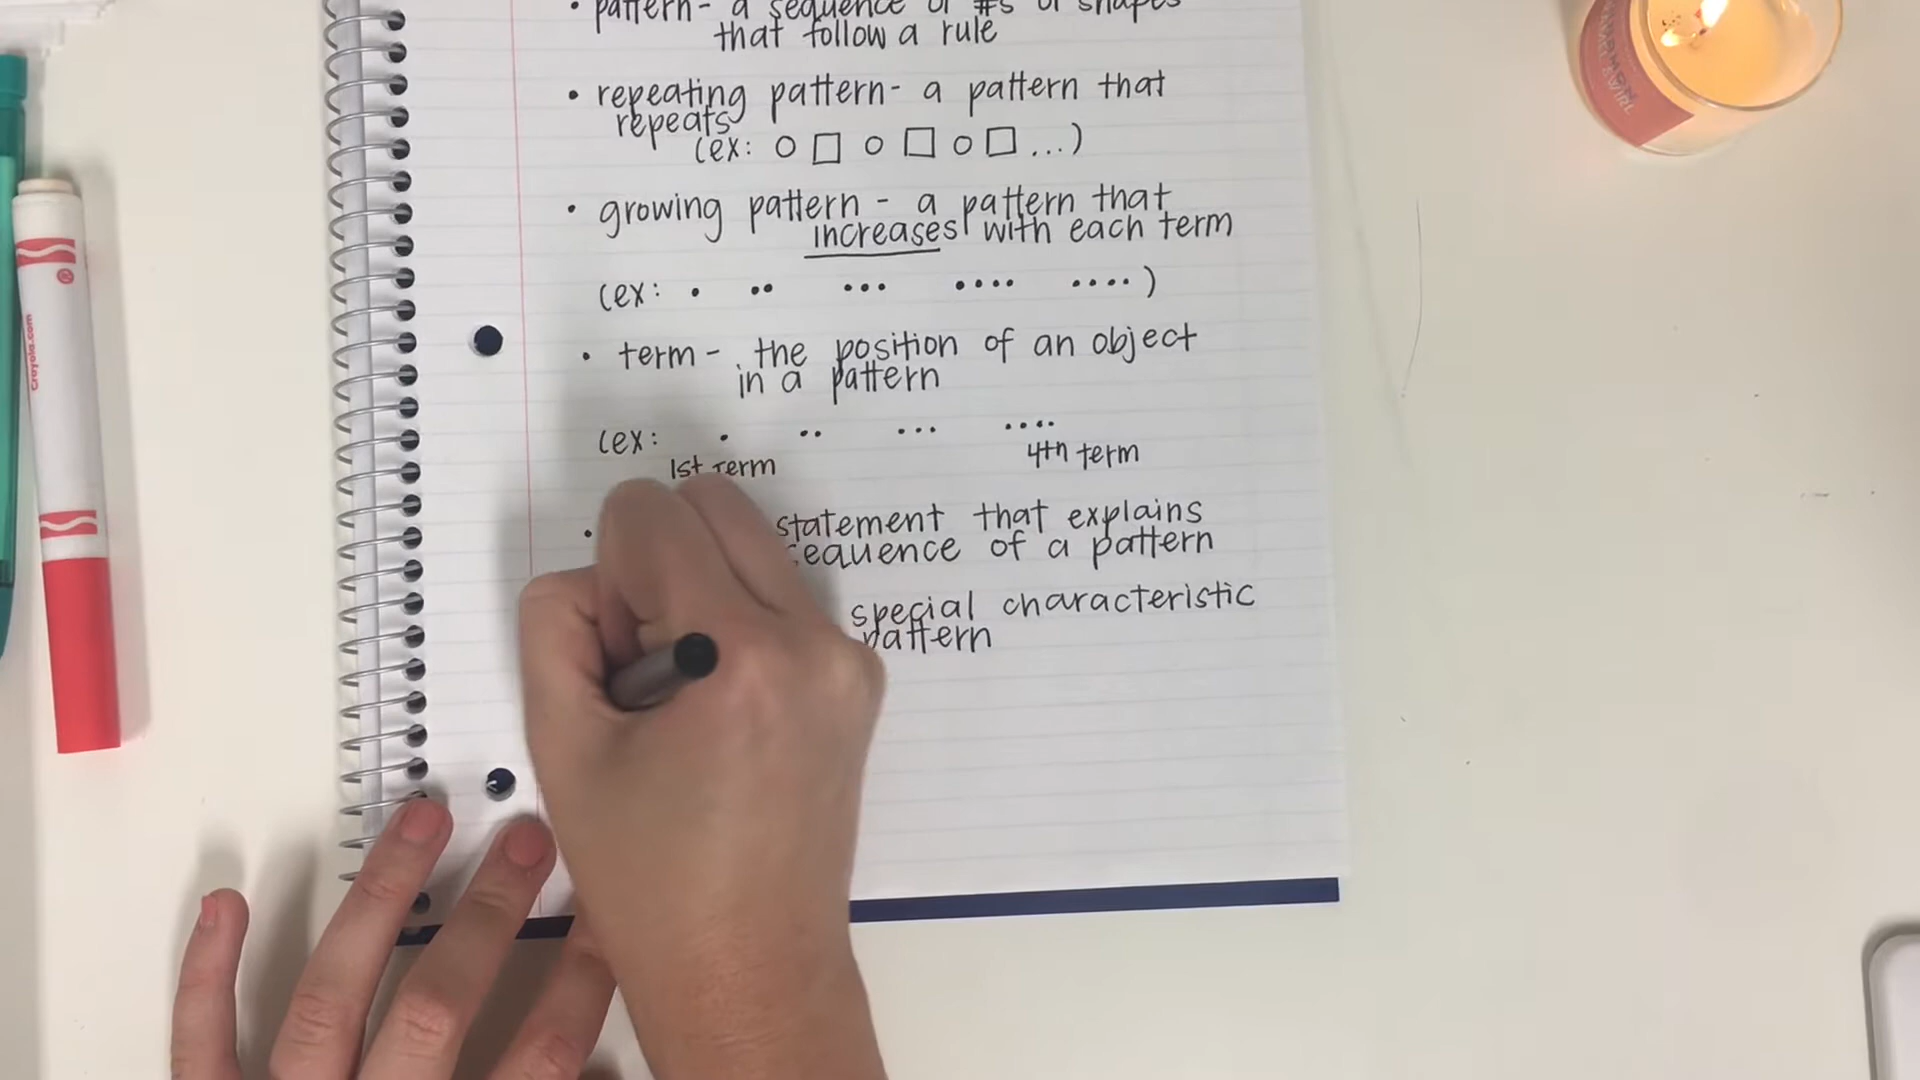 • pattern - a sequence of #s or shapes
that follow a rule
• repeating pattern - a pattern that
repeats
(ex: ○ □ ○ □ ○ □ ...)
• growing pattern - a pattern that
increases with each term
(ex: • •• ••• •••• •••• )
• term - the position of an object
in a pattern
(ex: • •• ••• ••••
1st term 4th term
• statement that explains
sequence of a pattern
special characteristic
pattern
Crayola.com